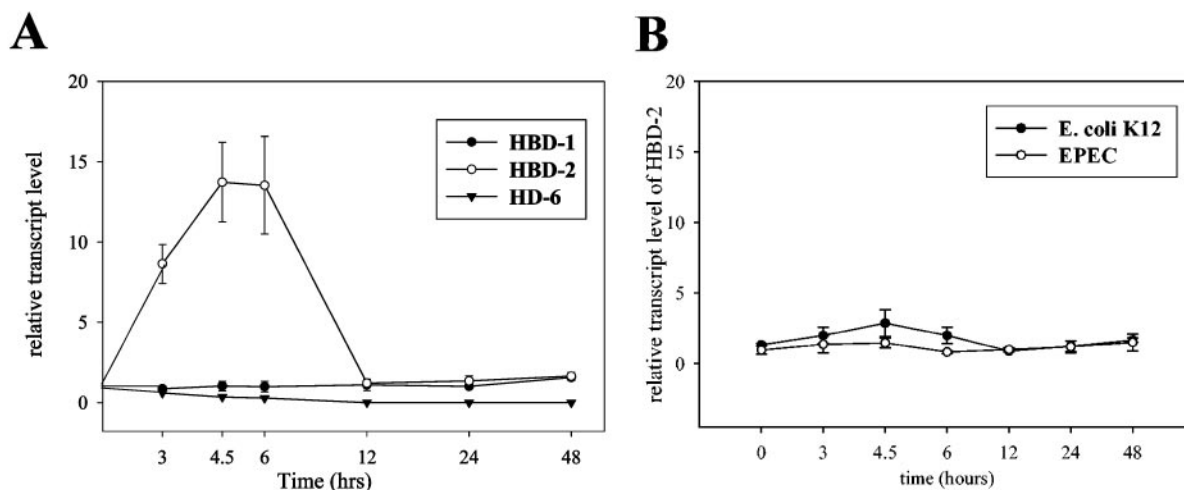 A
relative transcript level
20
15
10
5
0
HBD-1
HBD-2
HD-6
3 4.5 6 12 24 48
Time (hrs)
B
relative transcript level of HBD-2
20
15
10
5
0
E. coli K12
EPEC
0 3 4.5 6 12 24 48
time (hours)